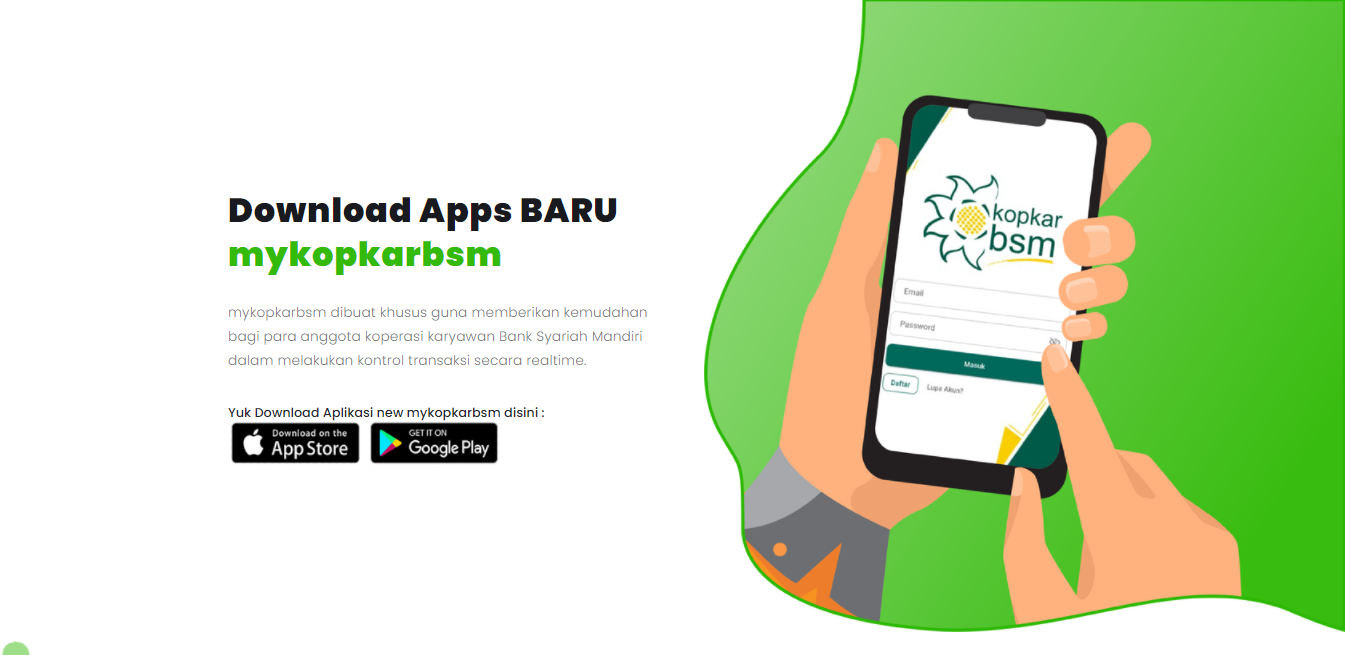 Download Apps BARU
mykopkarbsm
mykopkarbsm dibuat khusus guna memberikan kemudahan
bagi para anggota koperasi karyawan Bank Syariah Mandiri
dalam melakukan kontrol transaksi secara realtime.
Yuk Download Aplikasi new mykopkarbsm disini :
Download on the
App Store
GET IT ON
Google Play
kopkar
bsm
Email
Password
Masuk
Daftar
Lupa Akun?